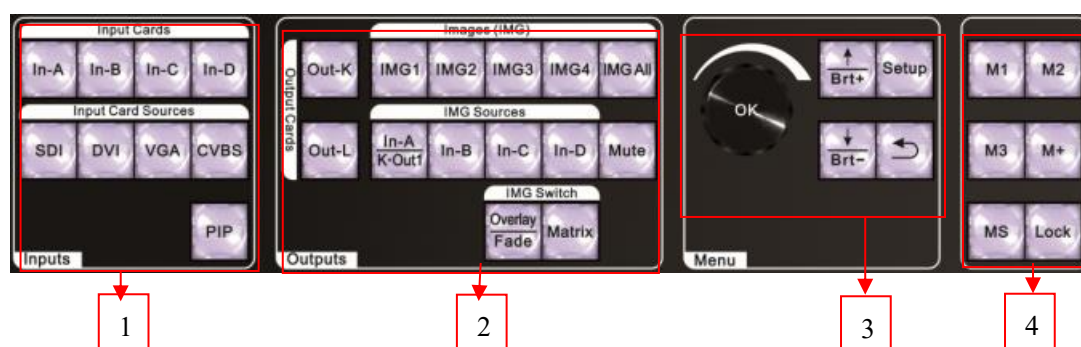 Input Cards
In-A In-B In-C In-D
Input Card Sources
SDI DVI VGA CVBS
PIP
Inputs
Output Cards
Images (IMG)
Out-K IMG1 IMG2 IMG3 IMG4 IMG All
IMG Sources
Out-L In-A K-Out1 In-B In-C In-D Mute
IMG Switch
Overlay Fade Matrix
Outputs
OK
Brt+ Setup
Brt-
Menu
M1 M2
M3 M+
MS Lock
1 2 3 4